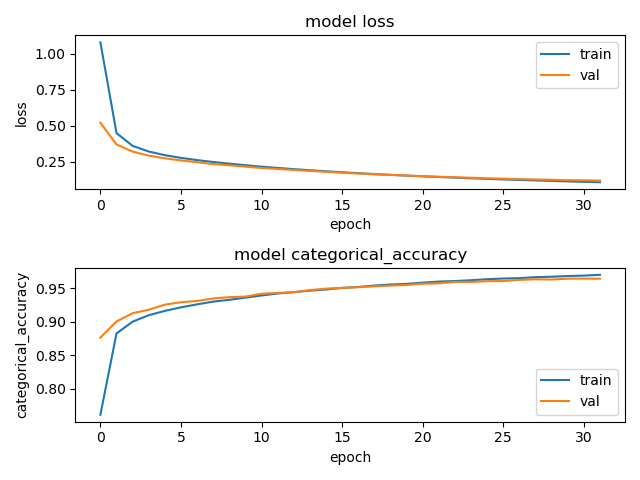 model loss
1.00
0.75
0.50
0.25
loss
train
val
0 5 10 15 20 25 30
epoch
model categorical_accuracy
0.95
0.90
0.85
0.80
categorical_accuracy
train
val
0 5 10 15 20 25 30
epoch